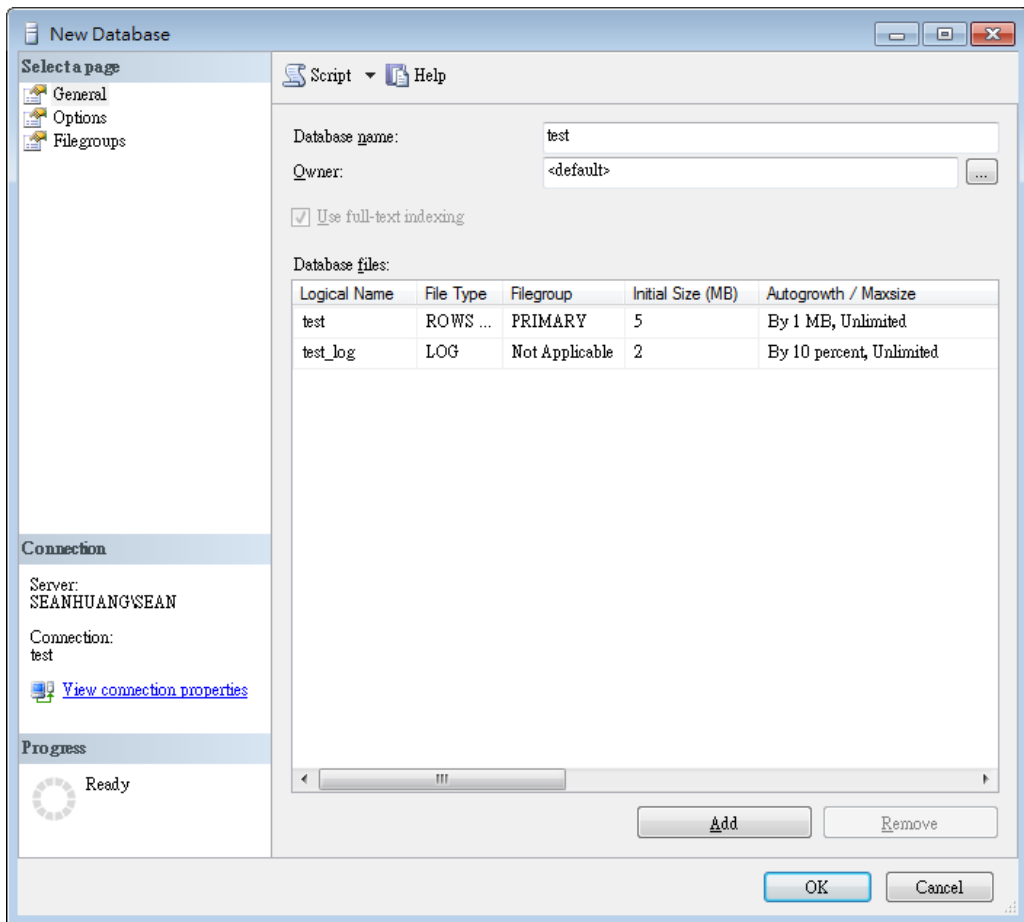 New Database
Select a page
General
Options
Filegroups
Script Help
Database name: test
Owner: <default> ...
Use full-text indexing
Database files:
Logical Name File Type Filegroup Initial Size (MB) Autogrowth / Maxsize
test ROWS ... PRIMARY 5 By 1 MB, Unlimited
test_log LOG Not Applicable 2 By 10 percent, Unlimited
Connection
Server:
SEANHUANG\SEAN
Connection:
test
View connection properties
Progress
Ready
Add Remove
OK Cancel